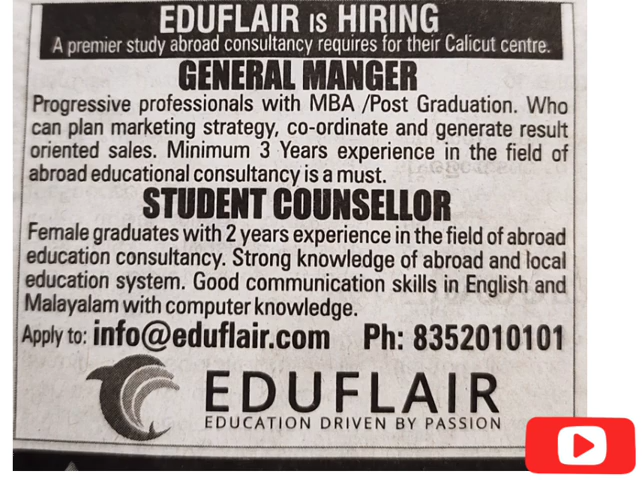 EDUFLAIR IS HIRING
A premier study abroad consultancy requires for their Calicut centre.
GENERAL MANGER
Progressive professionals with MBA /Post Graduation. Who
can plan marketing strategy, co-ordinate and generate result
oriented sales. Minimum 3 Years experience in the field of
abroad educational consultancy is a must.
STUDENT COUNSELLOR
Female graduates with 2 years experience in the field of abroad
education consultancy. Strong knowledge of abroad and local
education system. Good communication skills in English and
Malayalam with computer knowledge.
Apply to: info@eduflair.com Ph: 8352010101
EDUFLAIR
EDUCATION DRIVEN BY PASSION